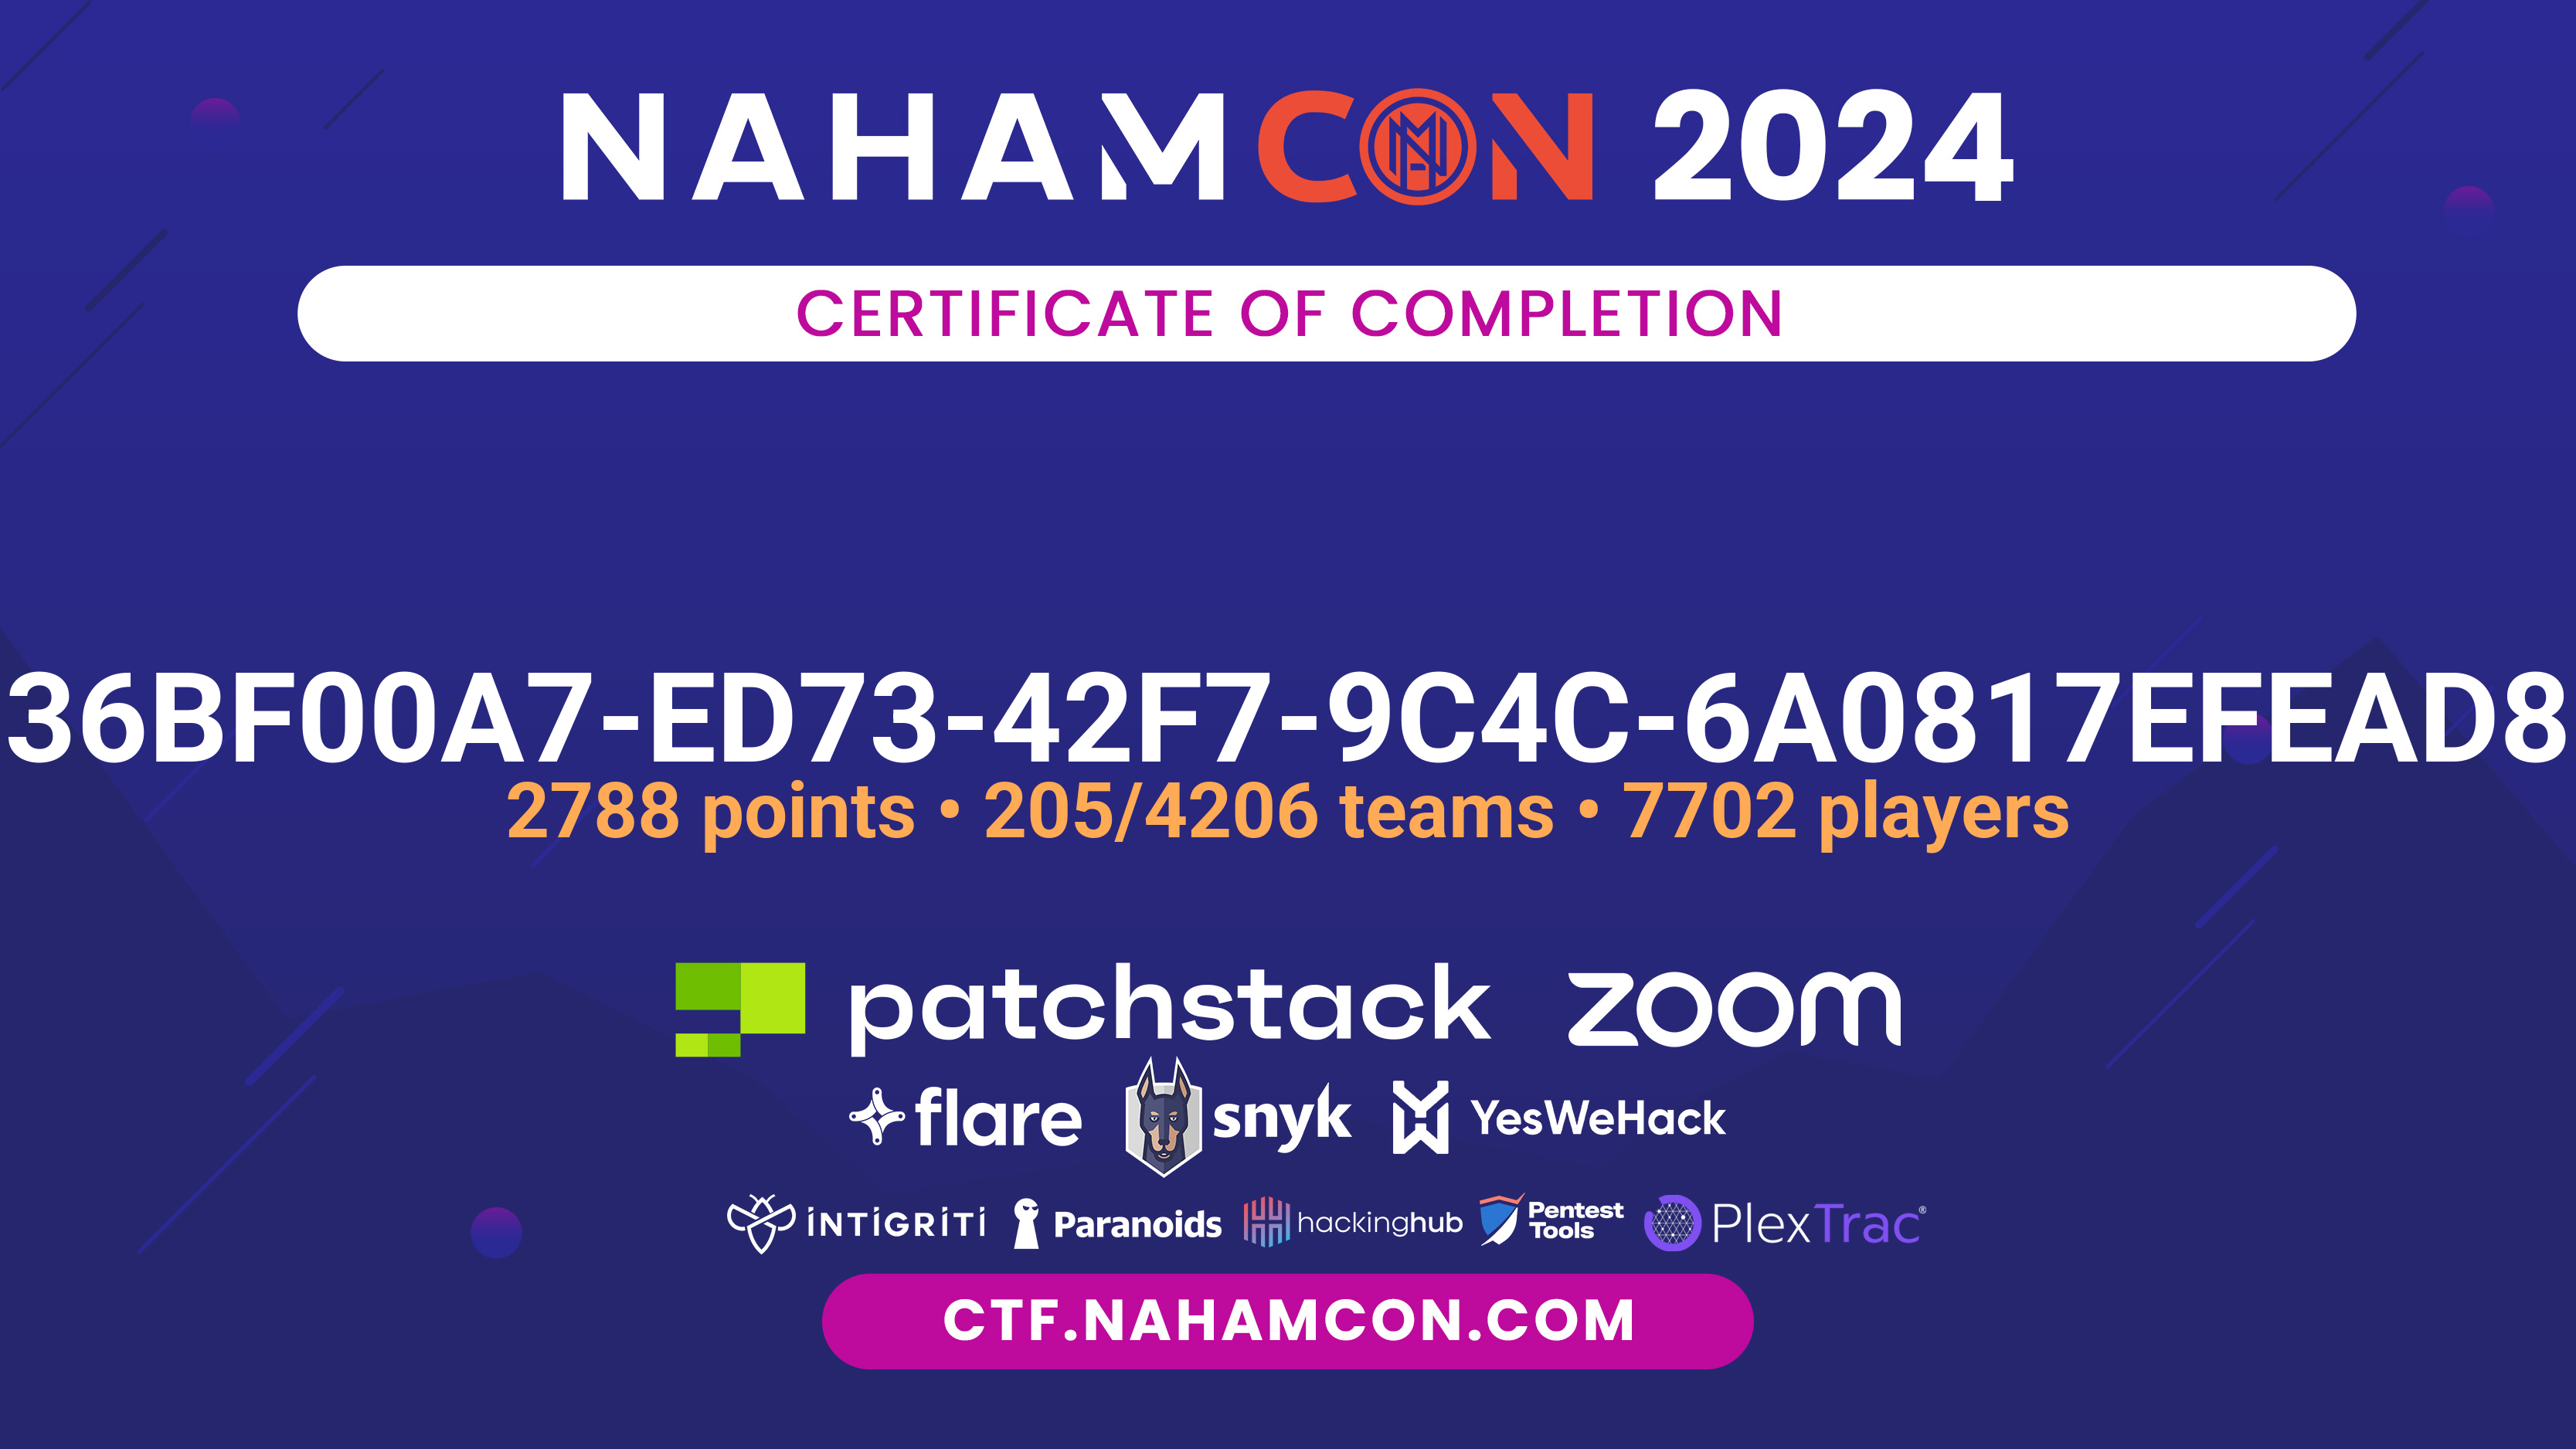 NAHAMCON 2024
CERTIFICATE OF COMPLETION
36BF00A7-ED73-42F7-9C4C-6A0817EFEAD8
2788 points • 205/4206 teams • 7702 players
patchstack zoom
flare snyk YesWeHack
INTIGRITI Paranoids hackinghub Pentest Tools PlexTrac®
CTF.NAHAMCON.COM